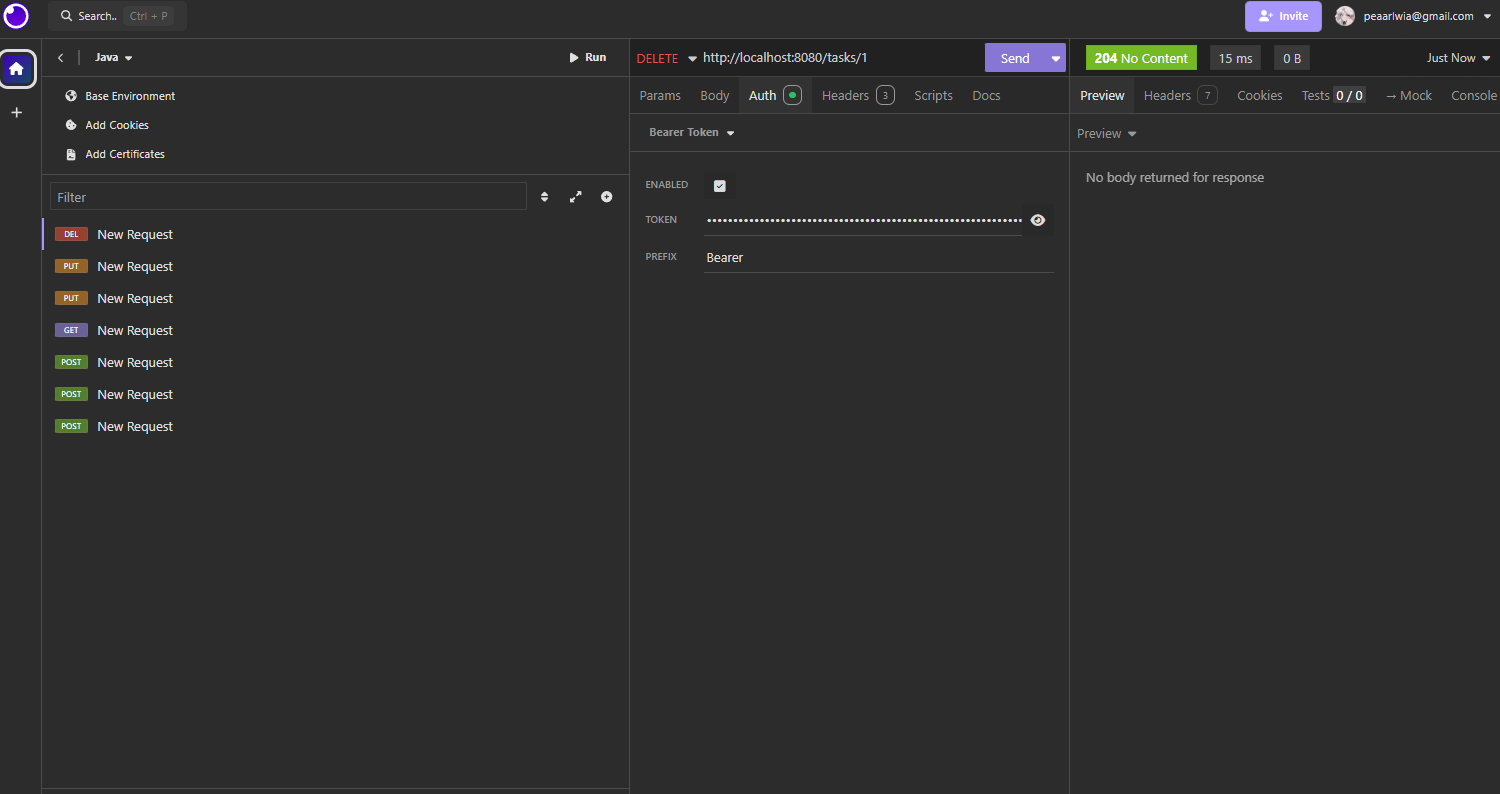 Search.. Ctrl + P
Invite
peaarlwia@gmail.com
Java
Run
Base Environment
Add Cookies
Add Certificates
Filter
DEL New Request
PUT New Request
PUT New Request
GET New Request
POST New Request
POST New Request
POST New Request
DELETE http://localhost:8080/tasks/1 Send
Params Body Auth Headers 3 Scripts Docs
Bearer Token
ENABLED
TOKEN ••••••••••••••••••••••••••••••••••••••••••••••••••••••••••••
PREFIX Bearer
204 No Content 15 ms 0 B Just Now
Preview Headers 7 Cookies Tests 0 / 0 → Mock Console
Preview
No body returned for response